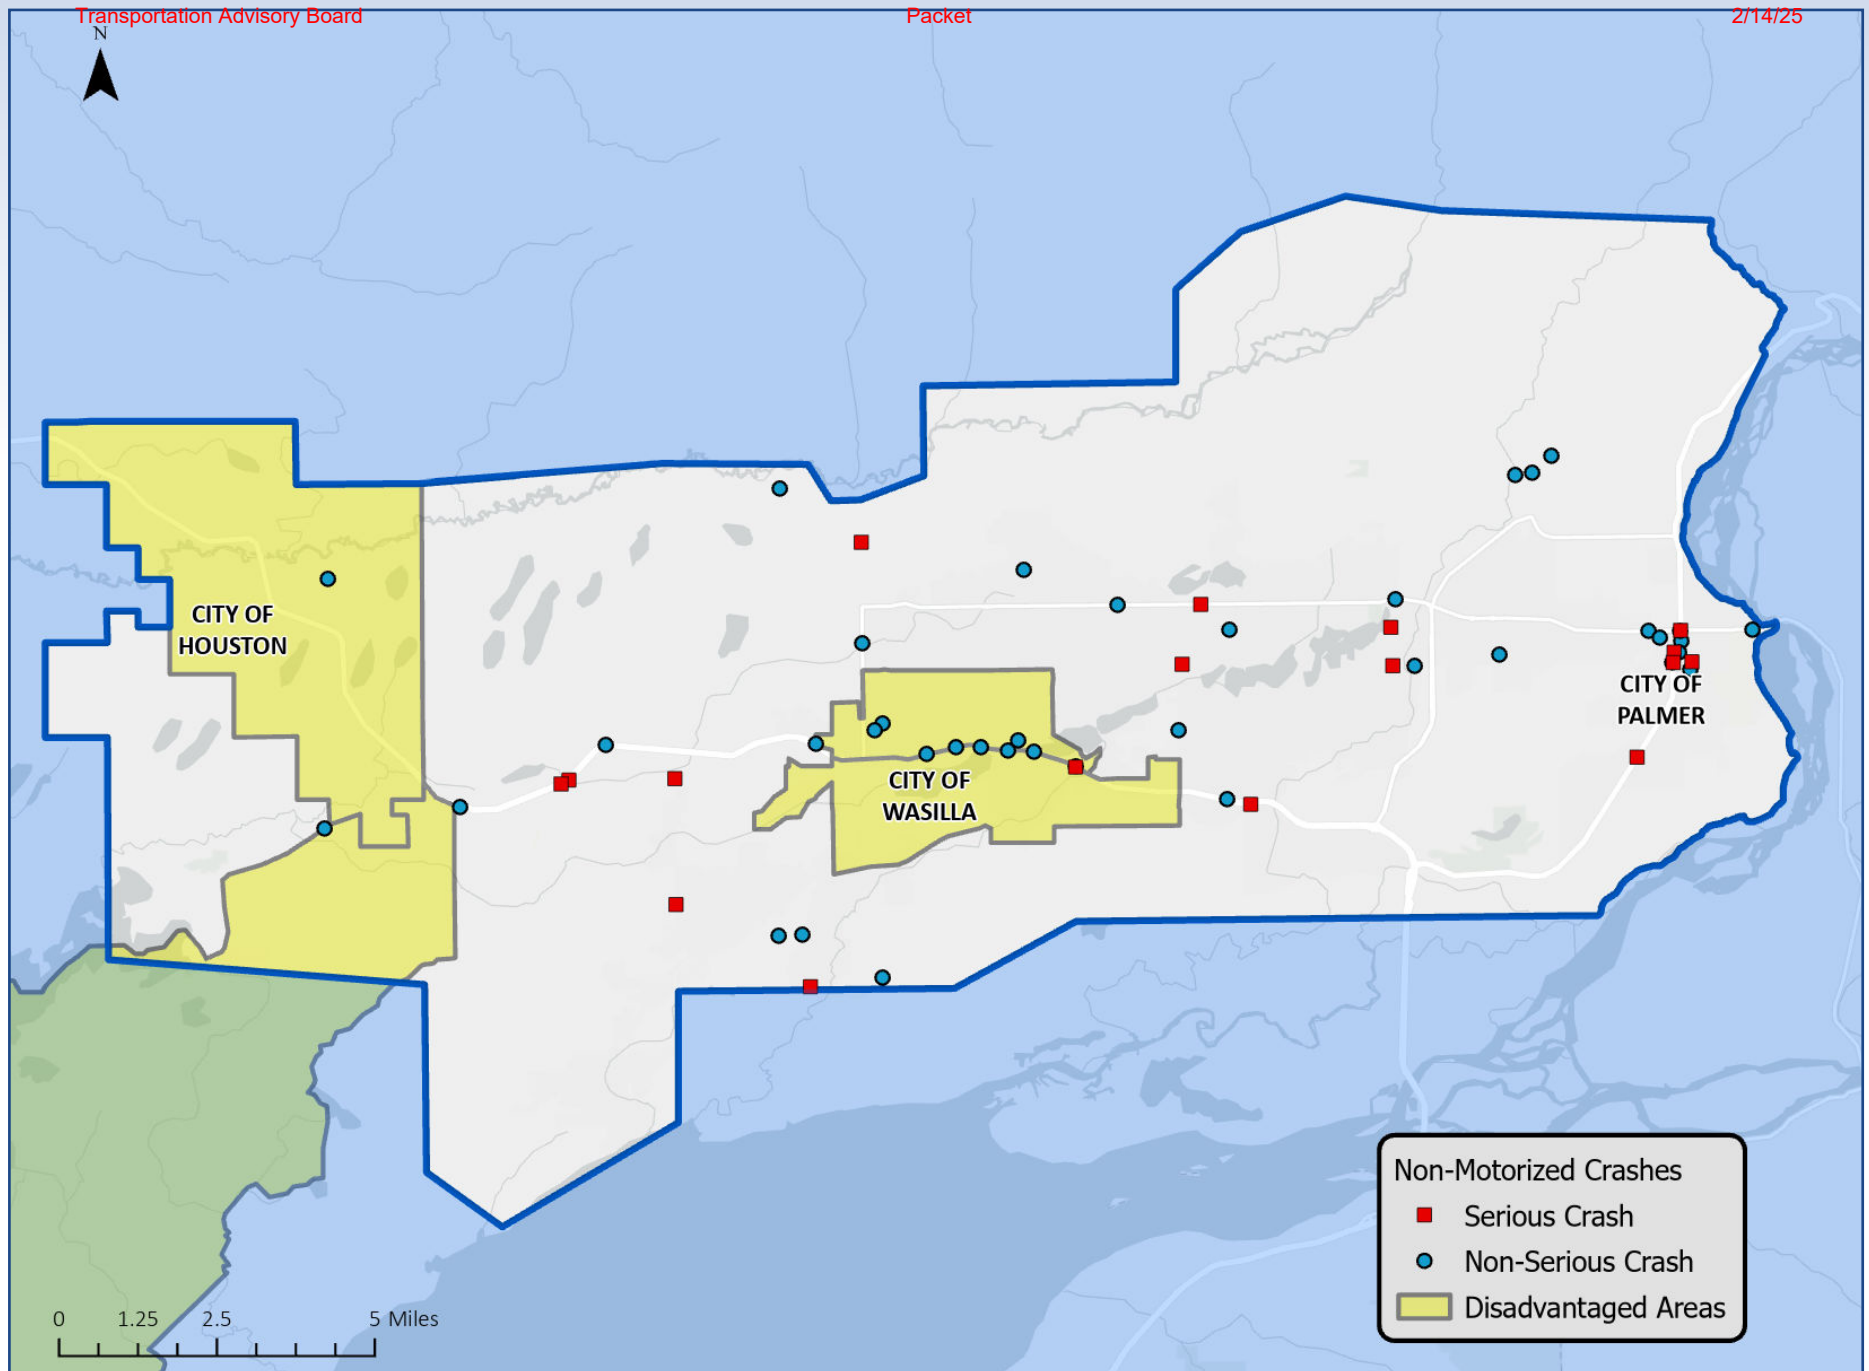 Transportation Advisory Board
Packet
2/14/25
N
CITY OF
HOUSTON
CITY OF
WASILLA
CITY OF
PALMER
Non-Motorized Crashes
Serious Crash
Non-Serious Crash
Disadvantaged Areas
0 1.25 2.5 5 Miles